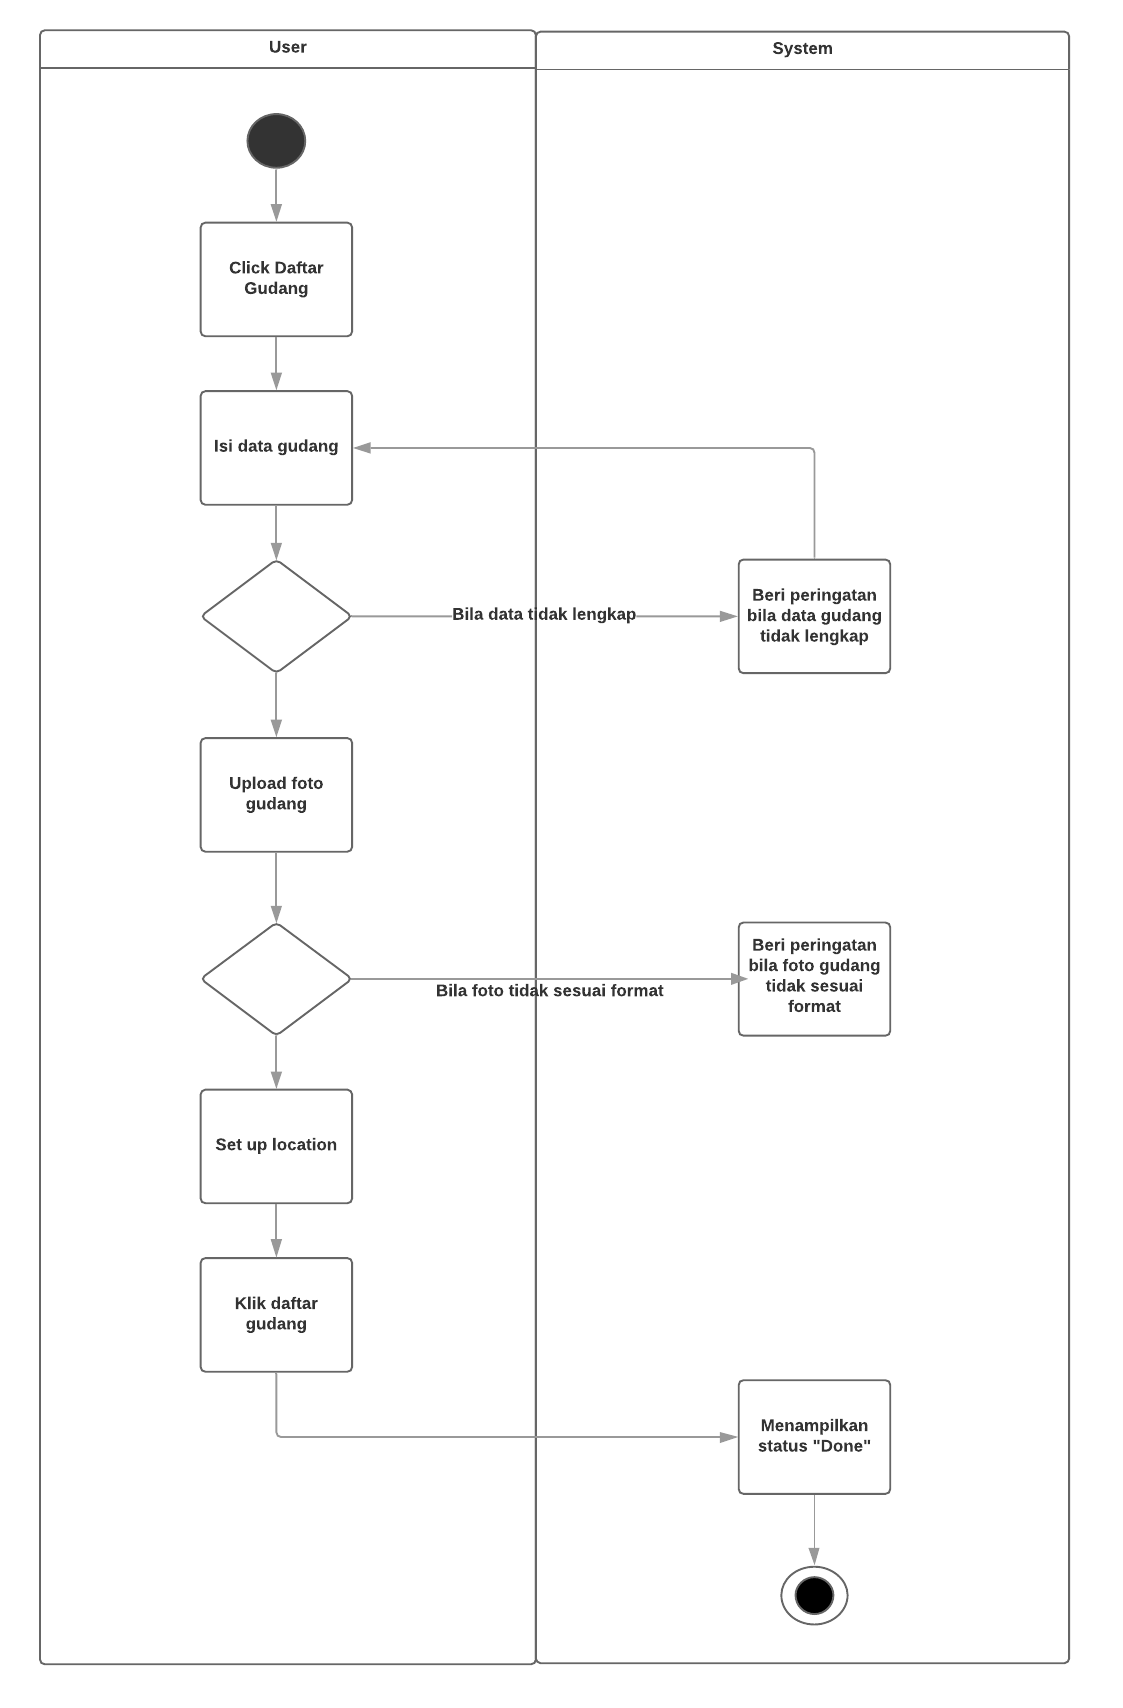 User
System
Click Daftar
Gudang
Isi data gudang
Bila data tidak lengkap
Beri peringatan
bila data gudang
tidak lengkap
Upload foto
gudang
Bila foto tidak sesuai format
Beri peringatan
bila foto gudang
tidak sesuai
format
Set up location
Klik daftar
gudang
Menampilkan
status "Done"